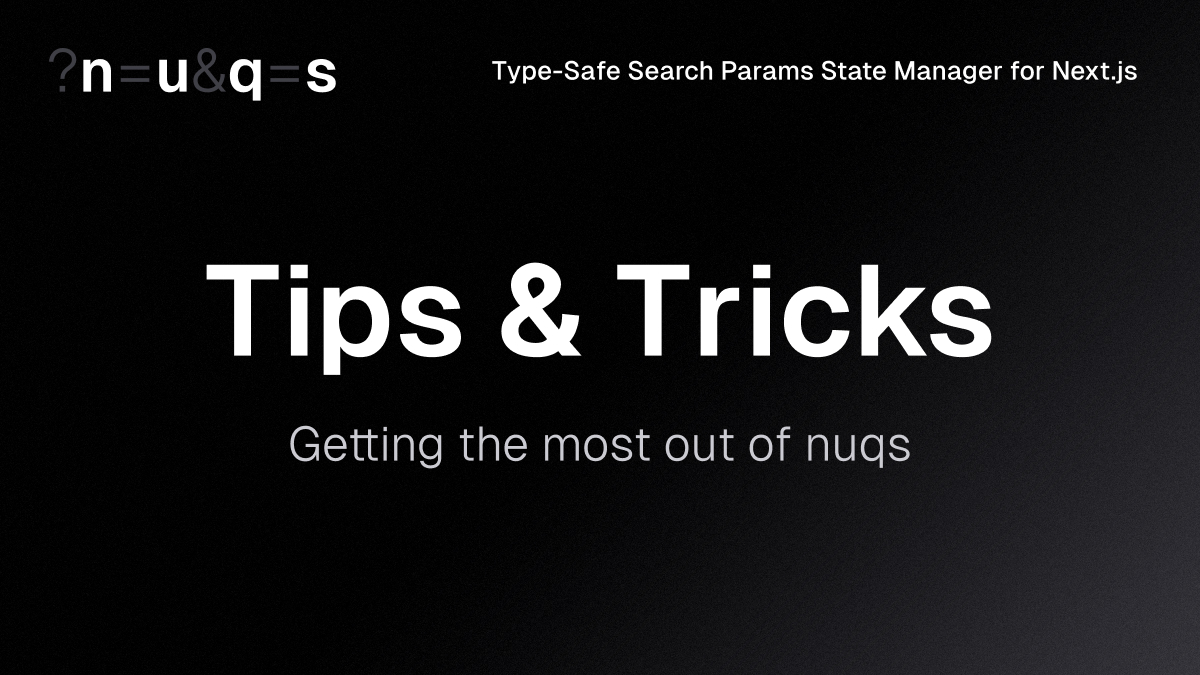 ?n=u&q=s
Type-Safe Search Params State Manager for Next.js
Tips & Tricks
Getting the most out of nuqs